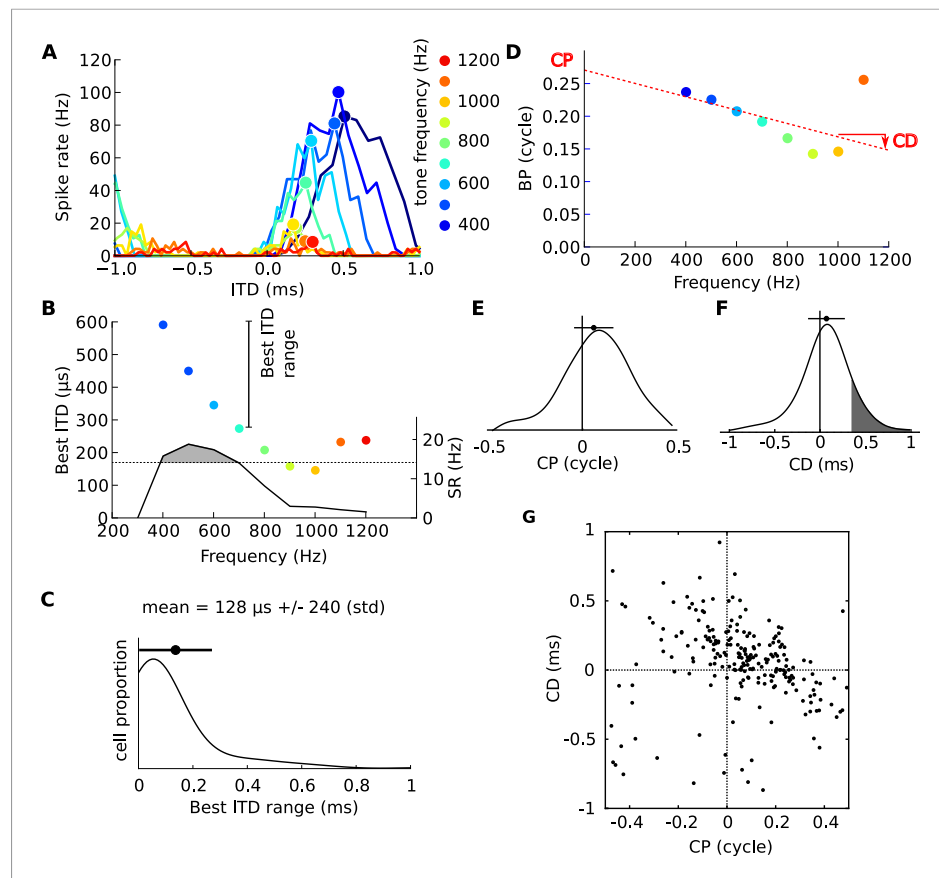 A
Spike rate (Hz)
120
100
80
60
40
20
0
-1.0
-0.5
0.0
0.5
1.0
ITD (ms)
tone frequency (Hz)
1200
1000
800
600
400
D
CP
CD
BP (cycle)
0.25
0.20
0.15
0.10
0.05
0.00
0
200
400
600
800
1000
1200
Frequency (Hz)
B
Best ITD (µs)
600
500
400
300
200
100
0
Best ITD
range
20
10
0
SR (Hz)
200
400
600
800
1000
1200
Frequency (Hz)
E
-0.5
0
0.5
CP (cycle)
F
-1
-0.5
0
0.5
1
CD (ms)
C
mean = 128 µs +/- 240 (std)
cell proportion
0
0.2
0.4
0.6
0.8
1
Best ITD range (ms)
G
CD (ms)
1
0.5
0
-0.5
-1
-0.4
-0.2
0
0.2
0.4
CP (cycle)